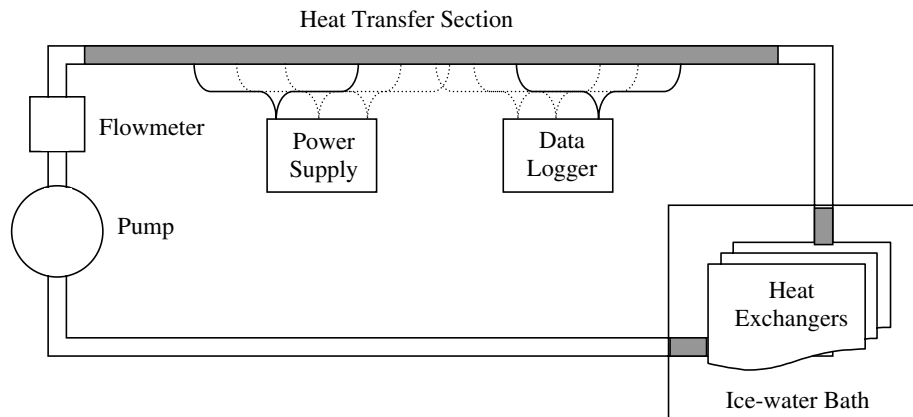 Heat Transfer Section
Flowmeter
Power
Supply
Data
Logger
Pump
Heat
Exchangers
Ice-water Bath